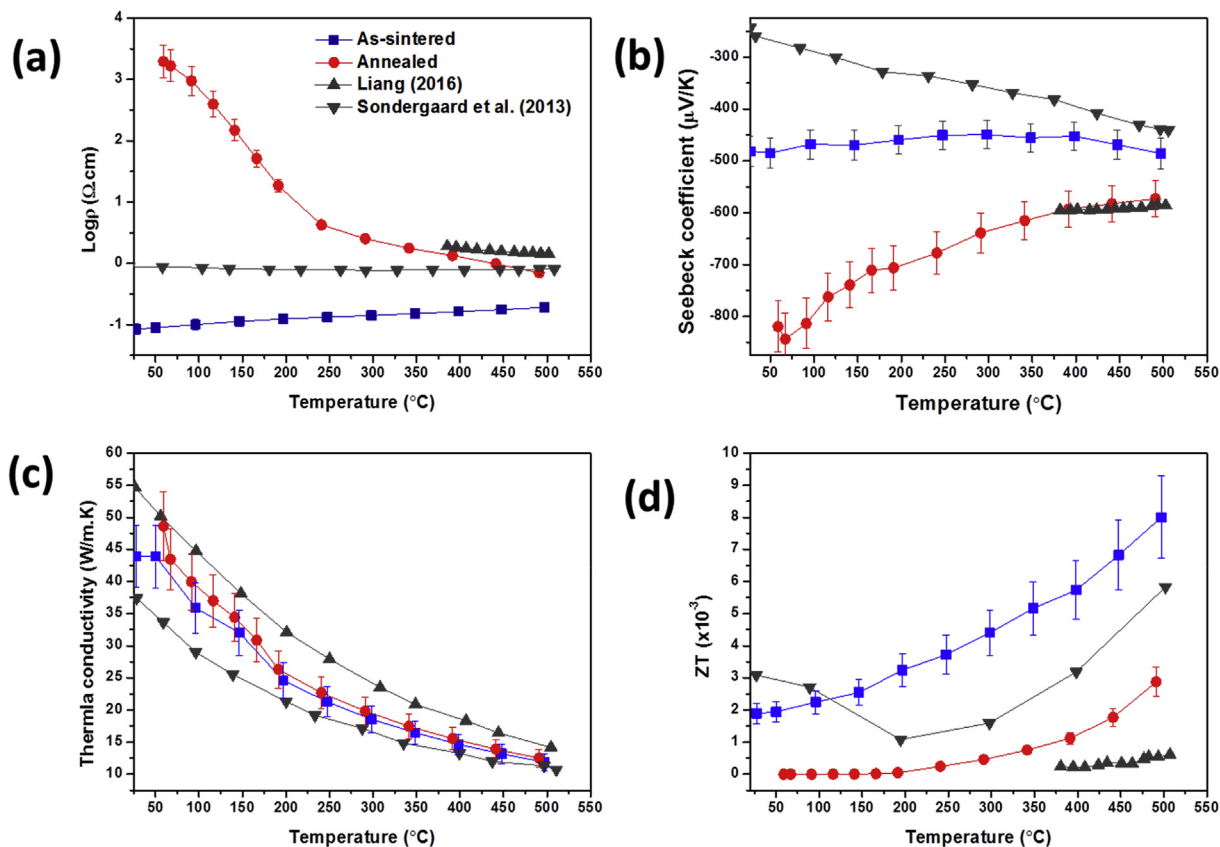 (a)
4
3
2
1
0
-1
Logρ (Ω.cm)
As-sintered
Annealed
Liang (2016)
Sondergaard et al. (2013)
50 100 150 200 250 300 350 400 450 500 550
Temperature (°C)
(b)
-300
-400
-500
-600
-700
-800
Seebeck coefficient (μV/K)
50 100 150 200 250 300 350 400 450 500 550
Temperature (°C)
(c)
60
55
50
45
40
35
30
25
20
15
10
Thermla conductivity (W/m.K)
50 100 150 200 250 300 350 400 450 500 550
Temperature (°C)
(d)
10
9
8
7
6
5
4
3
2
1
0
ZT (x10⁻³)
50 100 150 200 250 300 350 400 450 500 550
Temperature (°C)